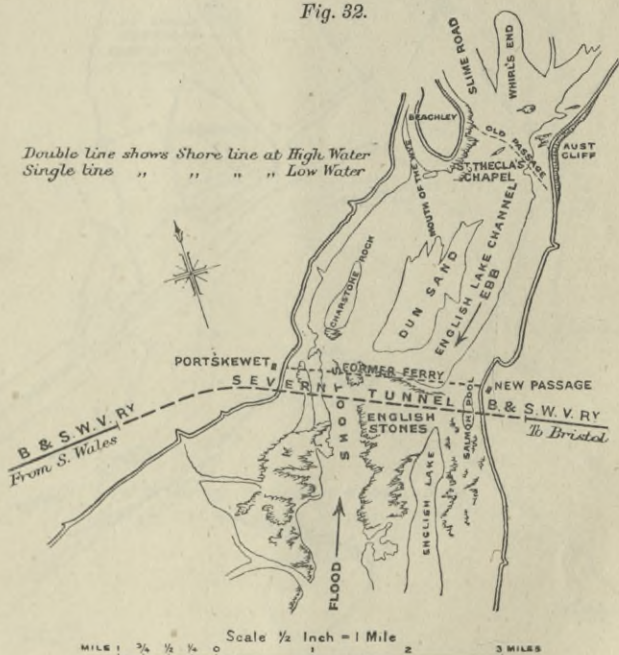 Fig. 32.
SLIME ROAD
WHIRL'S END
BEACHLEY
OLD PASSAGE
AUST
CLIFF
Double line shows Shore line at High Water
Single line „ „ „ „ Low Water
ST THECLA'S
CHAPEL
MOUTH OF THE WYE
DUN SAND
ENGLISH LAKE CHANNEL
EBB
CHARSTONE ROCK
PORTSKEWET
FORMER FERRY
NEW PASSAGE
SEVERN TUNNEL
B & S.W.V. RY
From S. Wales
B & S.W.V. RY
To Bristol
SHOOT
ENGLISH
STONES
SALMON POOL
ENGLISH LAKE
FLOOD
Scale ½ Inch = 1 Mile
MILE 1 ¾ ½ ¼ 0 1 2 3 MILES